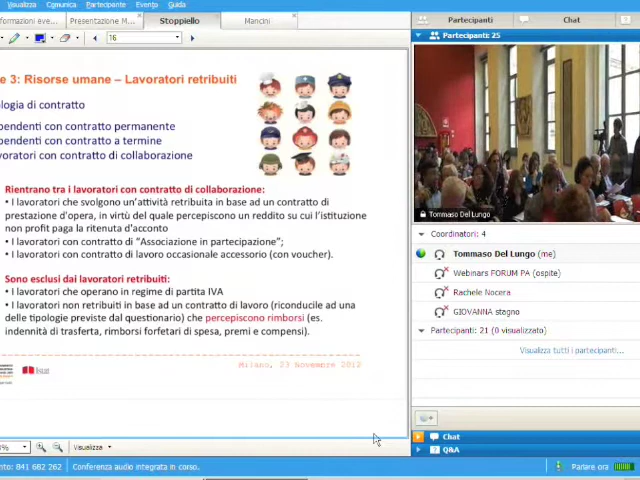 Visualizza Comunica Partecipante Evento Guida
formazioni eve... Presentazione M... Stoppiello Mancini
16
e 3: Risorse umane – Lavoratori retribuiti
ologia di contratto
pendenti con contratto permanente
pendenti con contratto a termine
voratori con contratto di collaborazione
Rientrano tra i lavoratori con contratto di collaborazione:
• I lavoratori che svolgono un'attività retribuita in base ad un contratto di
prestazione d'opera, in virtù del quale percepiscono un reddito su cui l'istituzione
non profit paga la ritenuta d'acconto
• I lavoratori con contratto di "Associazione in partecipazione";
• I lavoratori con contratto di lavoro occasionale accessorio (con voucher).
Sono esclusi dai lavoratori retribuiti:
• I lavoratori che operano in regime di partita IVA
• I lavoratori non retribuiti in base ad un contratto di lavoro (riconducile ad una
delle tipologie previste dal questionario) che percepiscono rimborsi (es.
indennità di trasferta, rimborsi forfetari di spesa, premi e compensi).
Milano, 23 Novembre 2012
Istat
Visualizza
nto: 841 682 262 Conferenza audio integrata in corso.
Partecipanti Chat
Partecipanti: 25
Tommaso Del Lungo
Coordinatori: 4
Tommaso Del Lungo (me)
Webinars FORUM PA (ospite)
Rachele Nocera
GIOVANNA stagno
Partecipanti: 21 (0 visualizzato)
Visualizza tutti i partecipanti...
Chat
Q&A
Parlare ora